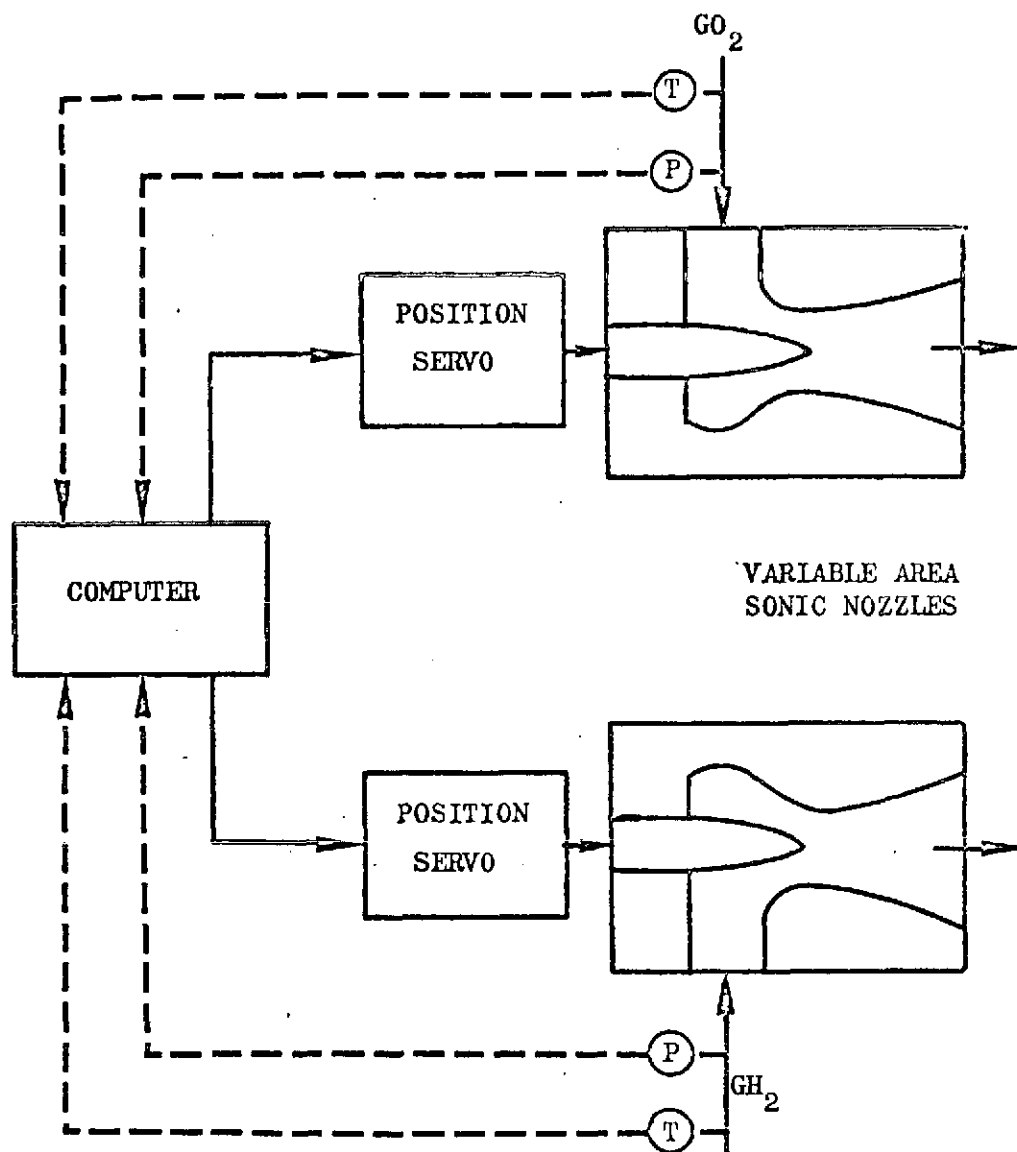 GO2
T
P
POSITION
SERVO
COMPUTER
VARIABLE AREA
SONIC NOZZLES
POSITION
SERVO
P
GH2
T